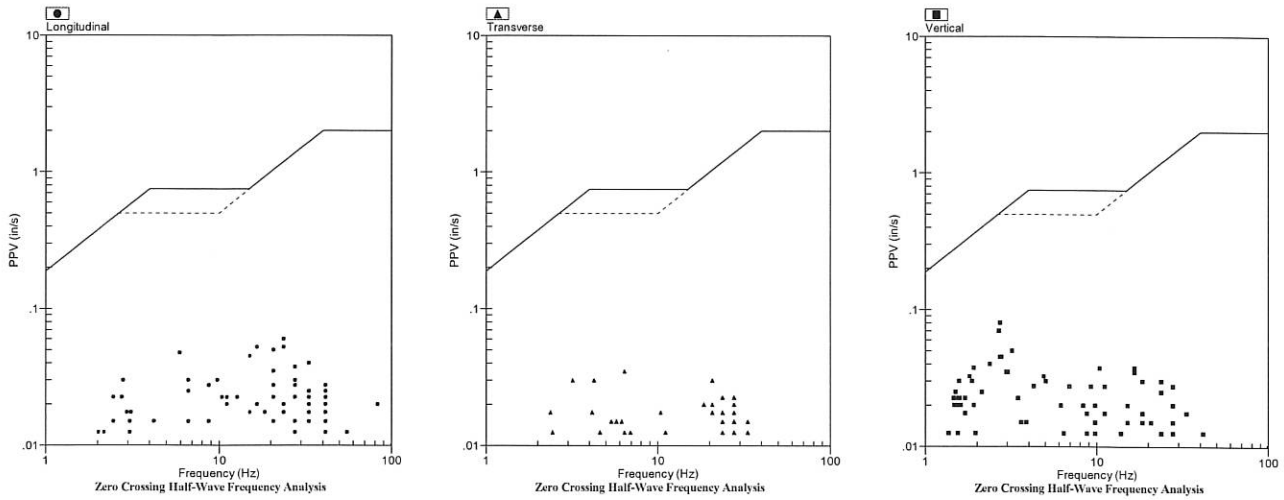 Longitudinal
10
1
.1
.01
PPV (in/s)
1
10
100
Frequency (Hz)
Zero Crossing Half-Wave Frequency Analysis
Transverse
10
1
.1
.01
PPV (in/s)
1
10
100
Frequency (Hz)
Zero Crossing Half-Wave Frequency Analysis
Vertical
10
1
.1
.01
PPV (in/s)
1
10
100
Frequency (Hz)
Zero Crossing Half-Wave Frequency Analysis